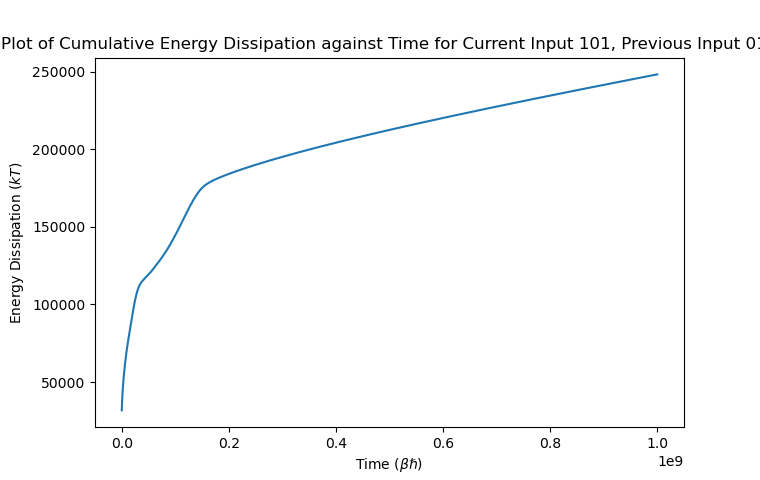 Plot of Cumulative Energy Dissipation against Time for Current Input 101, Previous Input 01
250000
200000
150000
100000
50000
Energy Dissipation (kT)
0.0 0.2 0.4 0.6 0.8 1.0
1e9
Time (βħ)